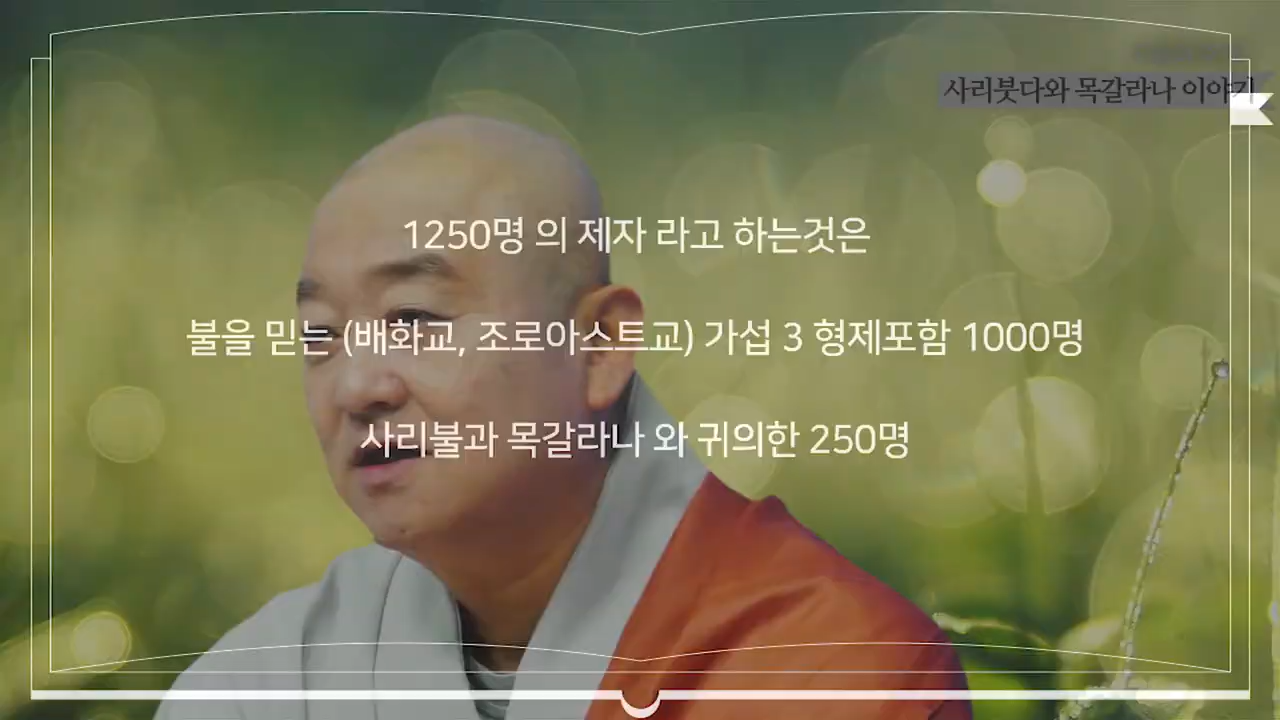 사리붓다와 목갈라나 이야기
1250명 의 제자 라고 하는것은
불을 믿는 (배화교, 조로아스트교) 가섭 3 형제포함 1000명
사리불과 목갈라나 와 귀의한 250명